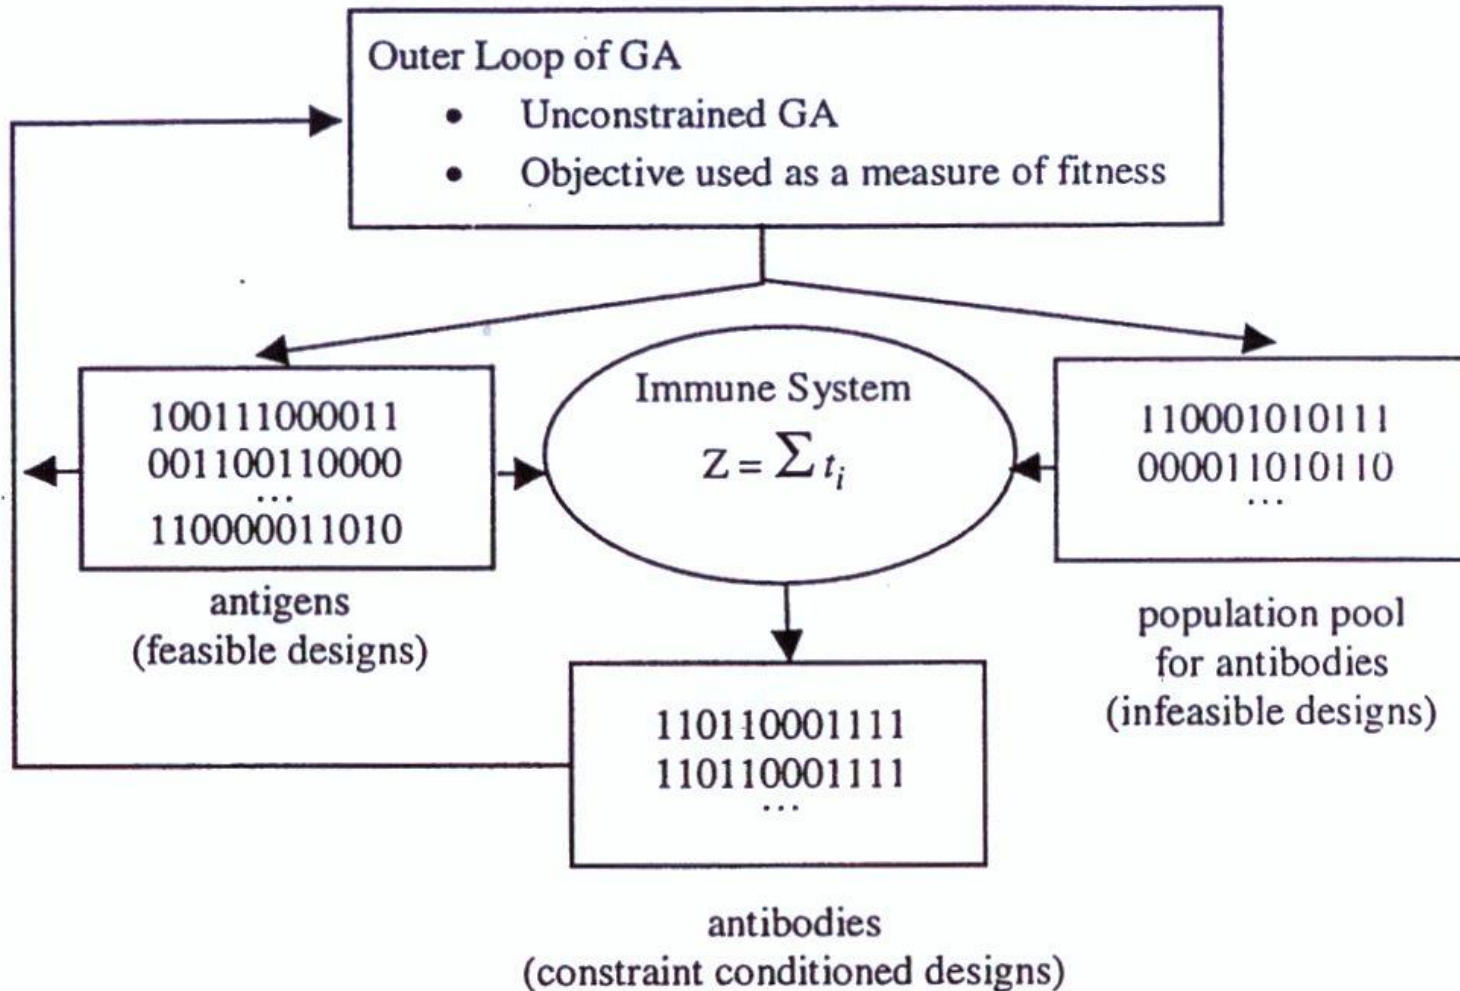 Outer Loop of GA
• Unconstrained GA
• Objective used as a measure of fitness
100111000011
001100110000
...
110000011010
antigens
(feasible designs)
Immune System
Z = Σ t_i
110001010111
000011010110
...
population pool
for antibodies
(infeasible designs)
110110001111
110110001111
...
antibodies
(constraint conditioned designs)